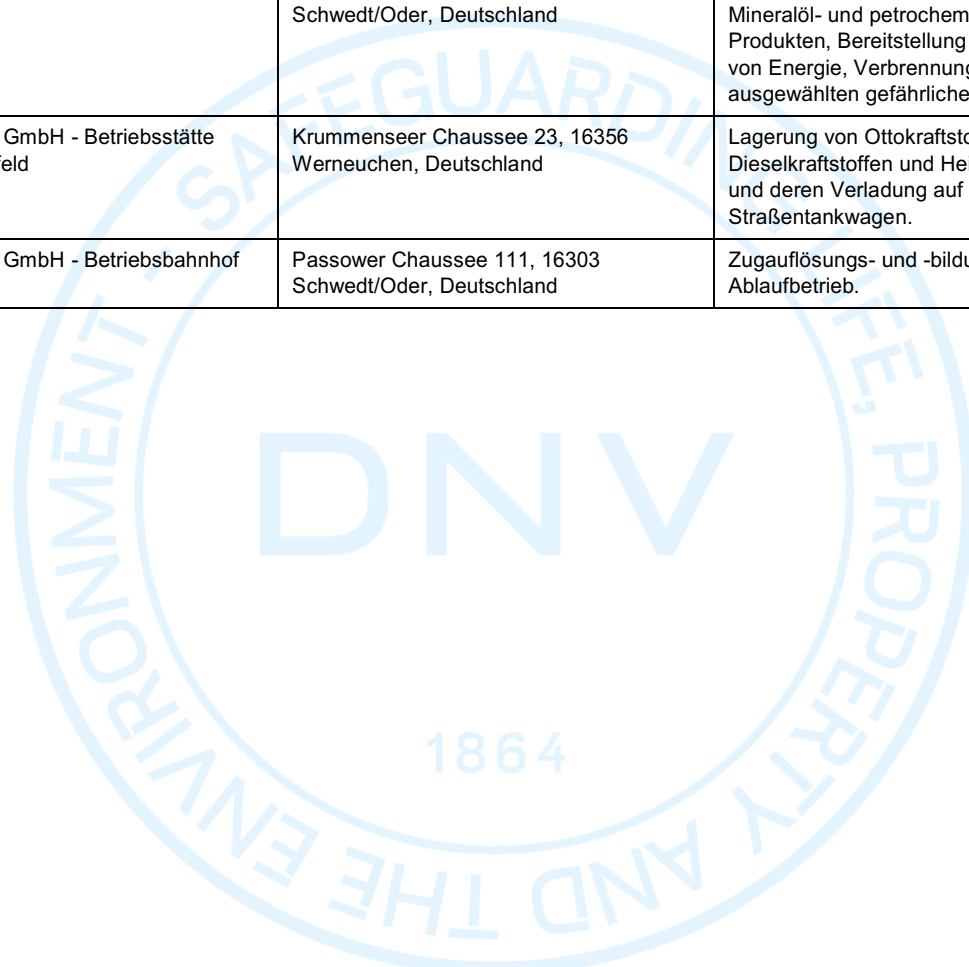 Schwedt/Oder, Deutschland
Mineralöl- und petrochem
Produkten, Bereitstellung
von Energie, Verbrennung
ausgewählten gefährliche
GmbH - Betriebsstätte
feld
Krummenseer Chaussee 23, 16356
Werneuchen, Deutschland
Lagerung von Ottokraftsto
Dieselkraftstoffen und Hei
und deren Verladung auf
Straßentankwagen.
GmbH - Betriebsbahnhof
Passower Chaussee 111, 16303
Schwedt/Oder, Deutschland
Zugauflösungs- und -bildu
Ablaufbetrieb.
SAFEGUARDING LIFE, PROPERTY AND THE ENVIRONMENT -
DNV
1864